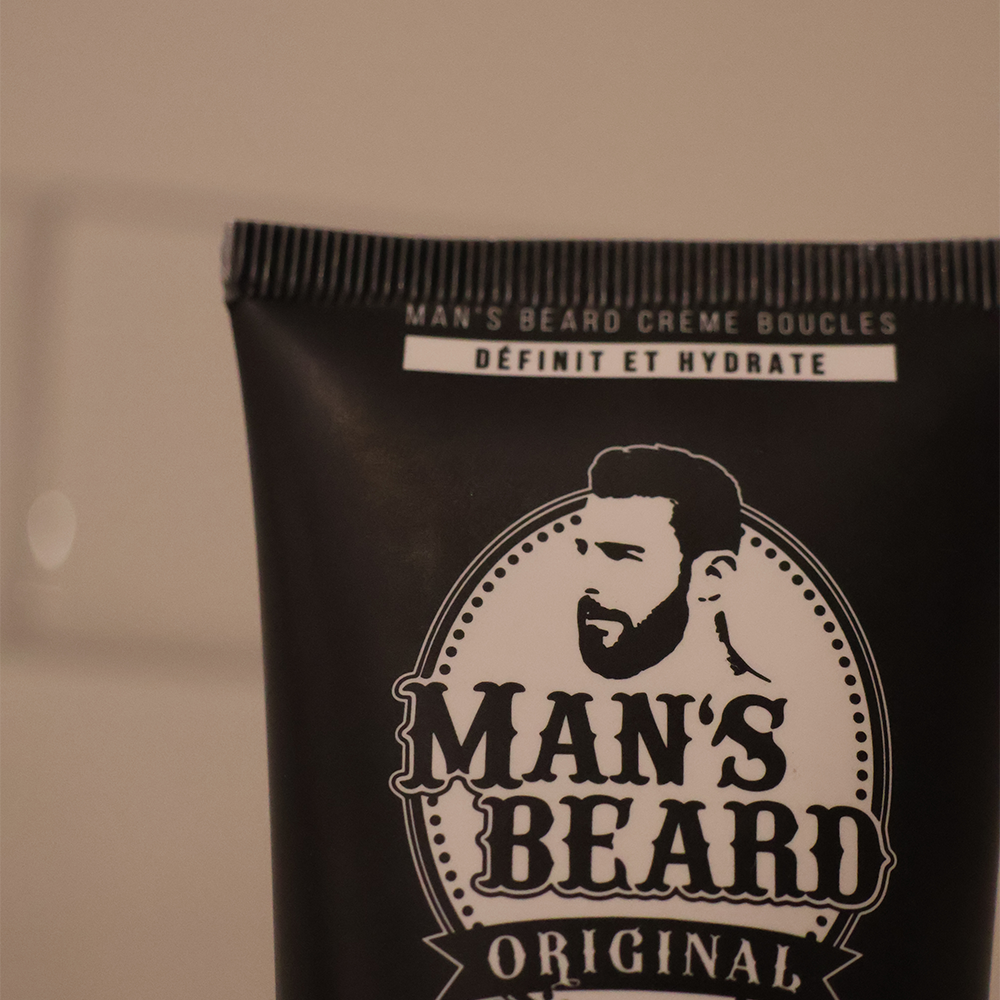 MAN'S BEARD CRÈME BOUCLES
DÉFINIT ET HYDRATE
MAN'S
BEARD
ORIGINAL